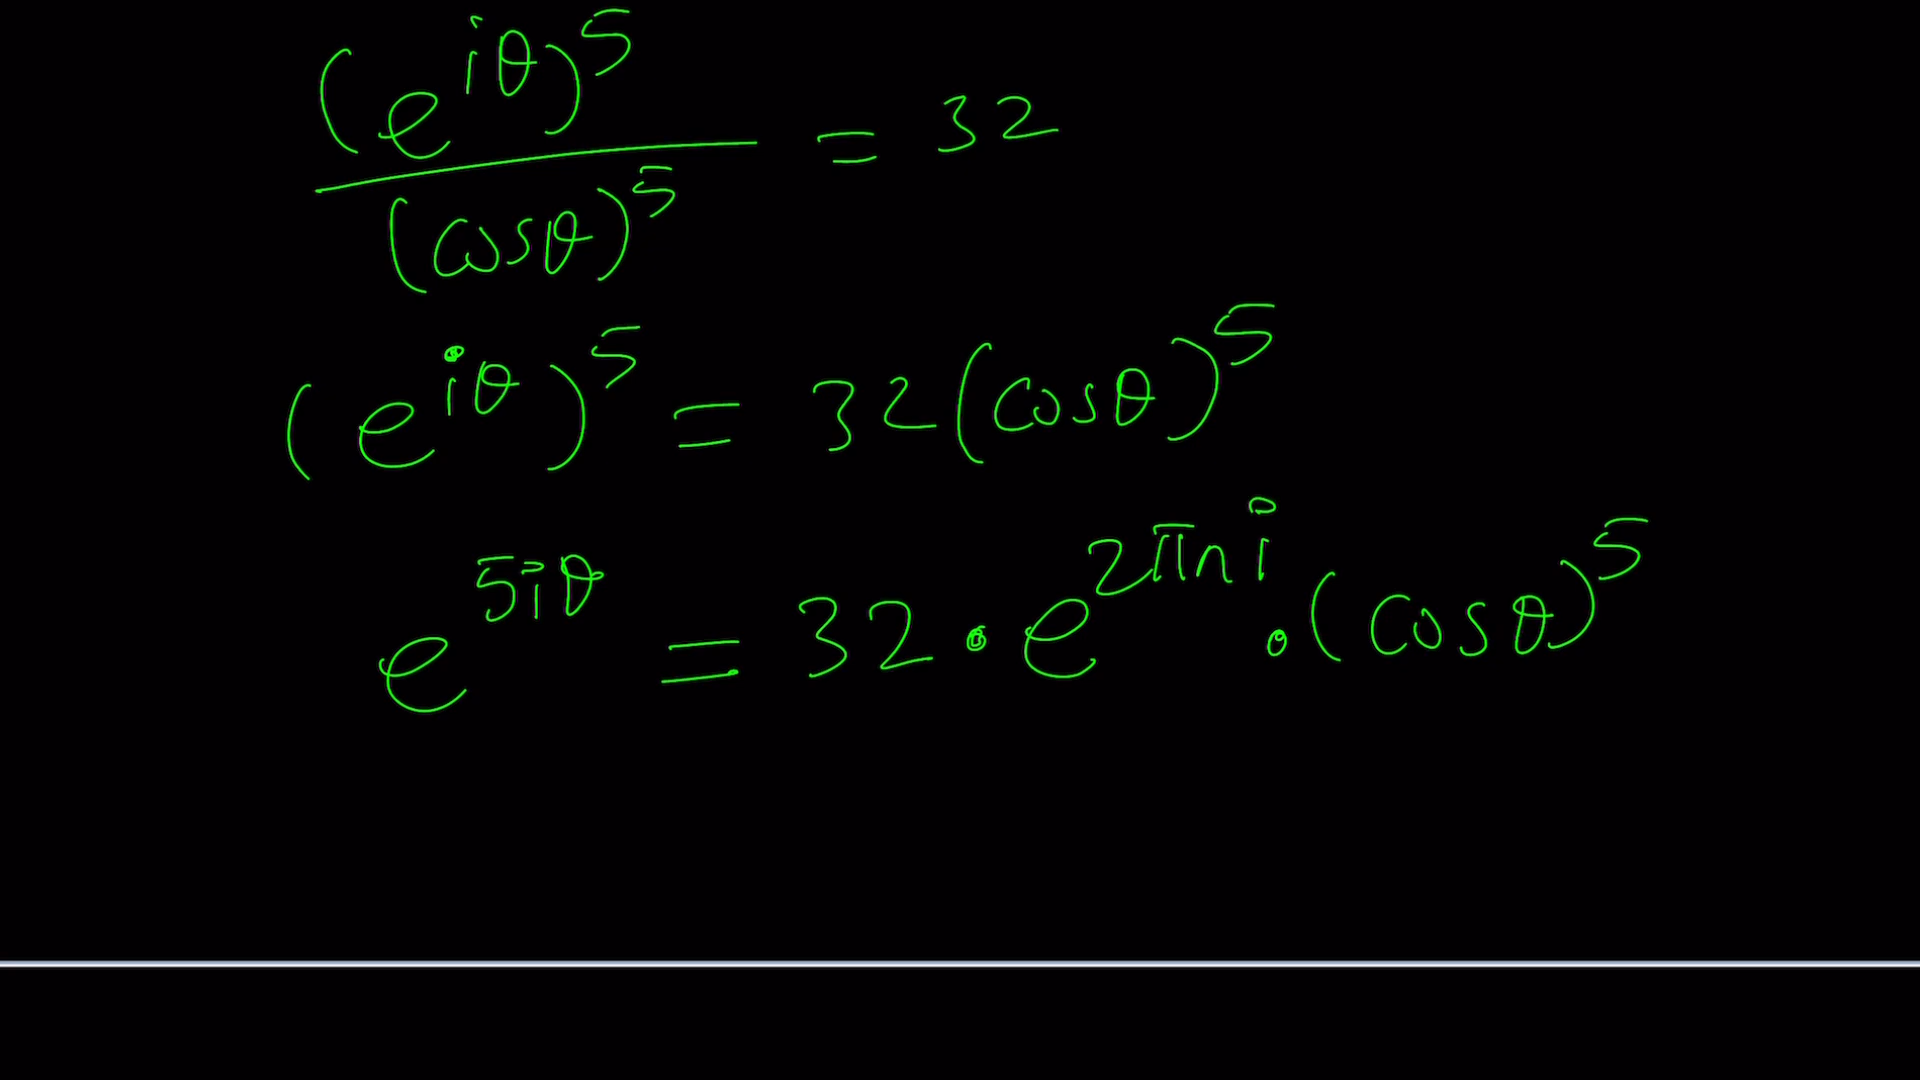 (e^{iθ})^5 / (cosθ)^5 = 32
(e^{iθ})^5 = 32(cosθ)^5
e^{5iθ} = 32 · e^{2πni} · (cosθ)^5